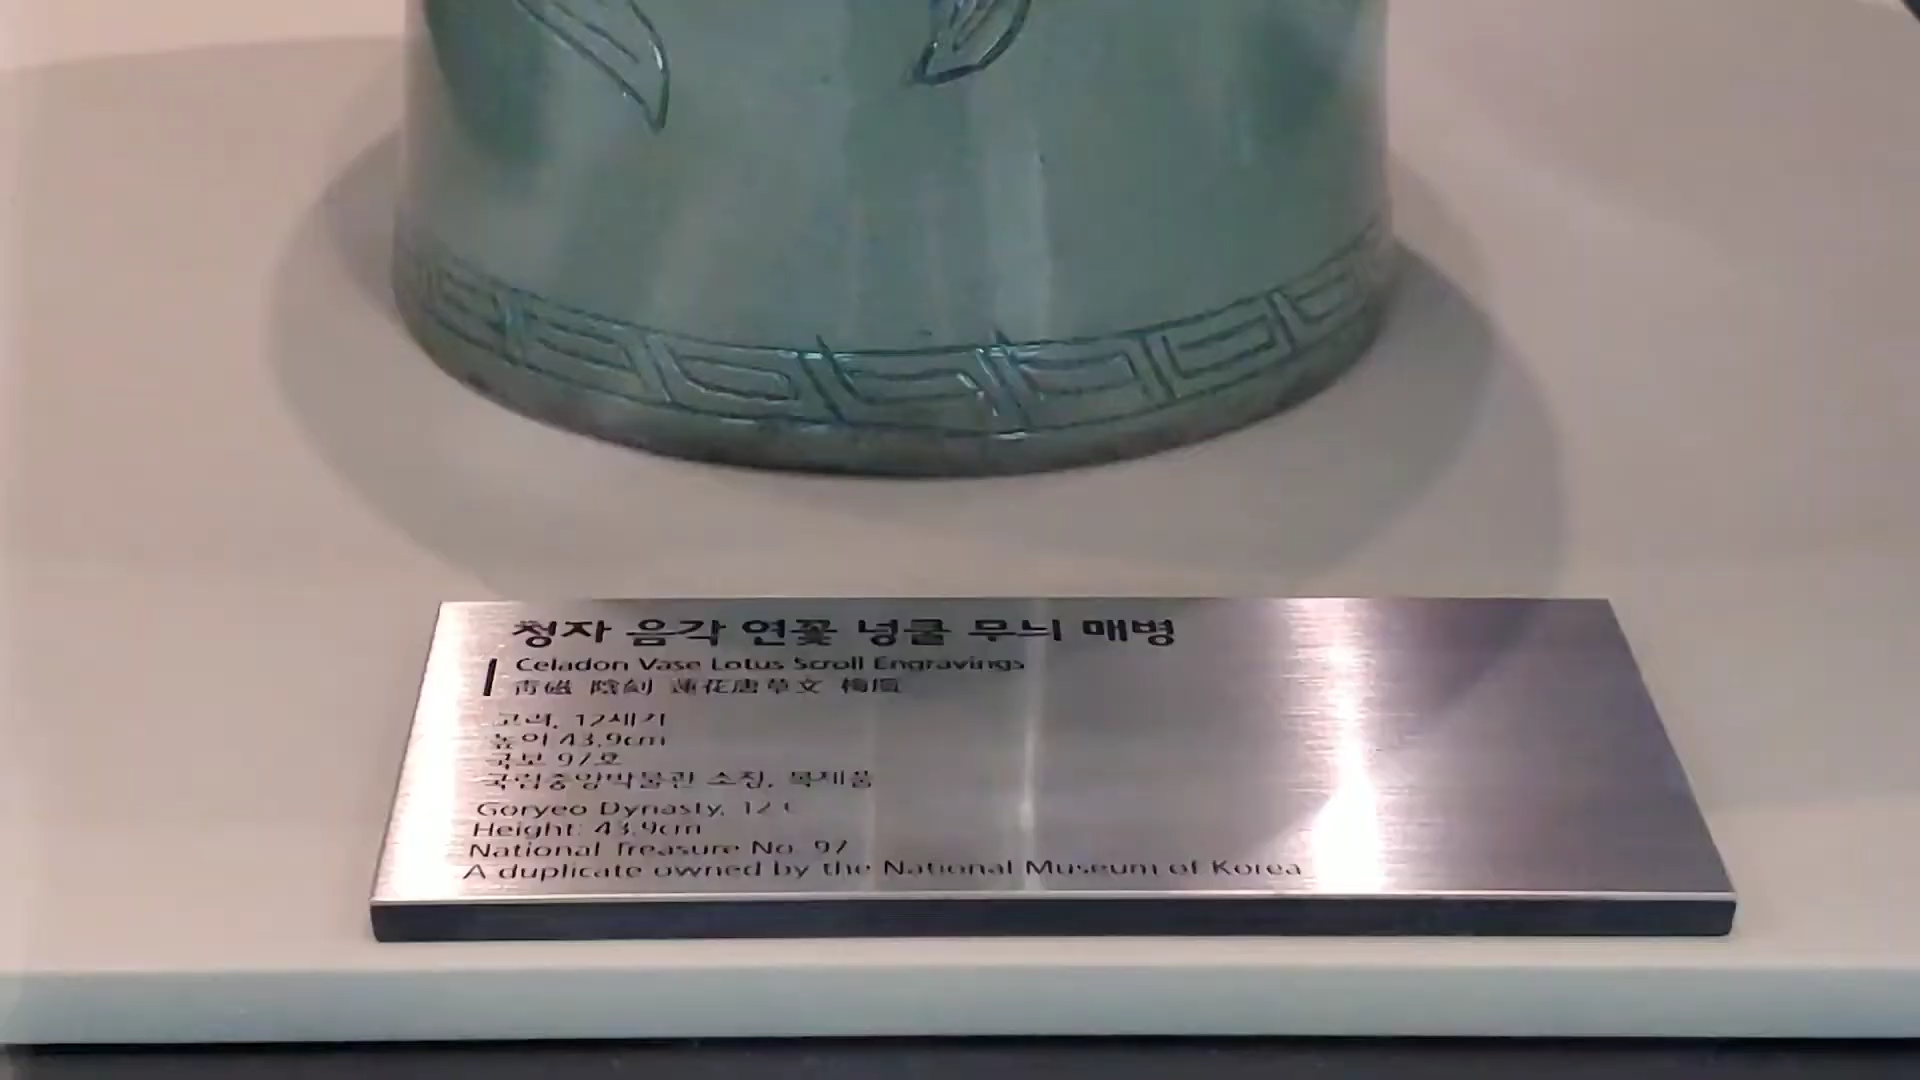 청자 음각 연꽃 넝쿨 무늬 매병
Celadon Vase Lotus Scroll Engravings
靑磁 陰刻 蓮花唐草文 梅甁
고려, 12세기
높이 43.9cm
국보 97호
국립중앙박물관 소장, 복제품
Goryeo Dynasty, 12 C
Height: 43.9cm
National Treasure No. 97
A duplicate owned by the National Museum of Korea